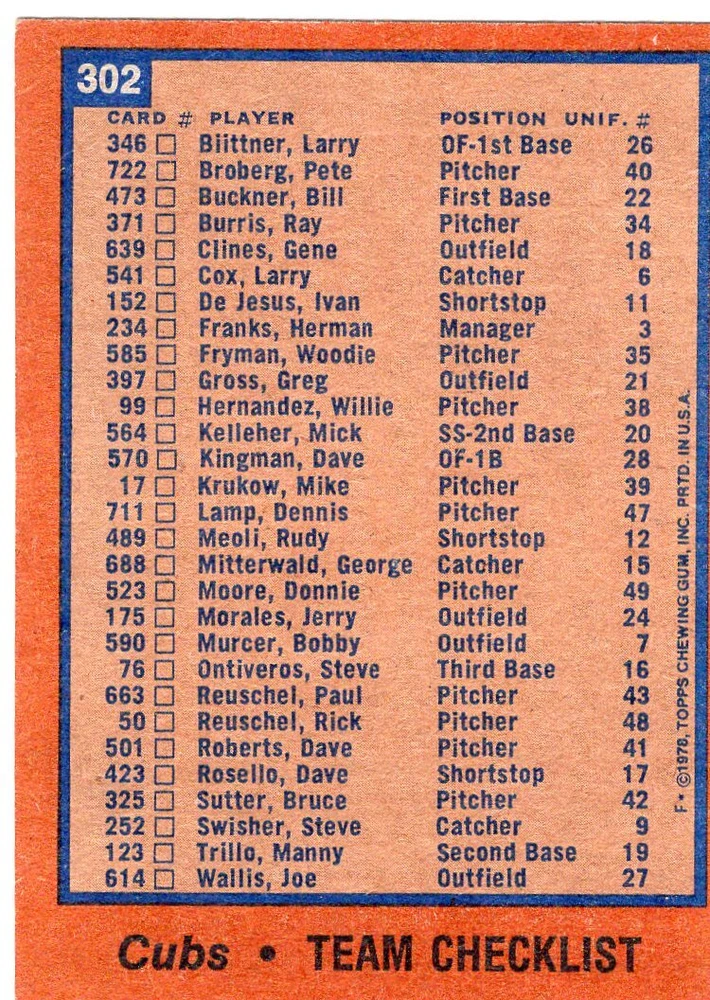 302
CARD # PLAYER POSITION UNIF. #
346 Biittner, Larry OF-1st Base 26
722 Broberg, Pete Pitcher 40
473 Buckner, Bill First Base 22
371 Burris, Ray Pitcher 34
639 Clines, Gene Outfield 18
541 Cox, Larry Catcher 6
152 De Jesus, Ivan Shortstop 11
234 Franks, Herman Manager 3
585 Fryman, Woodie Pitcher 35
397 Gross, Greg Outfield 21
99 Hernandez, Willie Pitcher 38
564 Kelleher, Mick SS-2nd Base 20
570 Kingman, Dave OF-1B 28
17 Krukow, Mike Pitcher 39
711 Lamp, Dennis Pitcher 47
489 Meoli, Rudy Shortstop 12
688 Mitterwald, George Catcher 15
523 Moore, Donnie Pitcher 49
175 Morales, Jerry Outfield 24
590 Murcer, Bobby Outfield 7
76 Ontiveros, Steve Third Base 16
663 Reuschel, Paul Pitcher 43
50 Reuschel, Rick Pitcher 48
501 Roberts, Dave Pitcher 41
423 Rosello, Dave Shortstop 17
325 Sutter, Bruce Pitcher 42
252 Swisher, Steve Catcher 9
123 Trillo, Manny Second Base 19
614 Wallis, Joe Outfield 27
F* ©1978, TOPPS CHEWING GUM, INC. PRTD. IN U.S.A.
Cubs • TEAM CHECKLIST